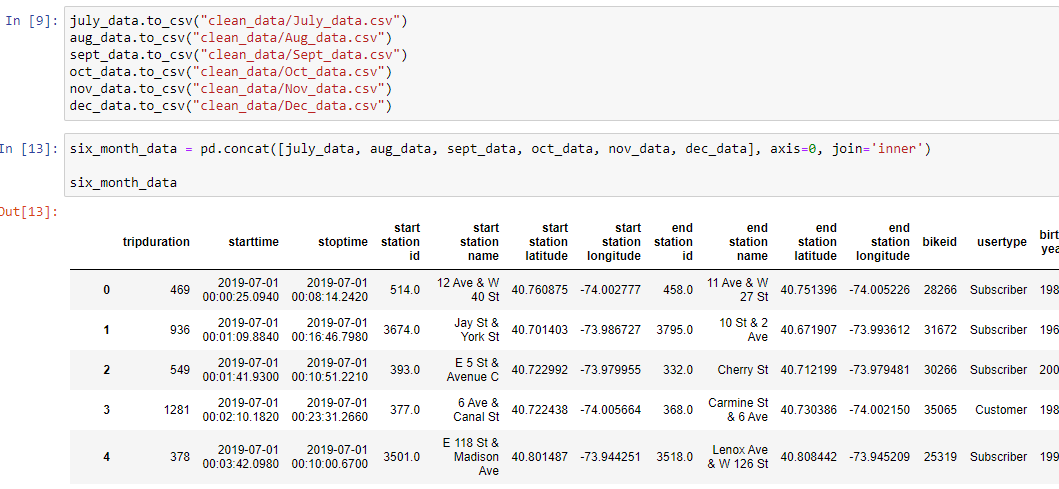 In [9]:
july_data.to_csv("clean_data/July_data.csv")
aug_data.to_csv("clean_data/Aug_data.csv")
sept_data.to_csv("clean_data/Sept_data.csv")
oct_data.to_csv("clean_data/Oct_data.csv")
nov_data.to_csv("clean_data/Nov_data.csv")
dec_data.to_csv("clean_data/Dec_data.csv")
In [13]:
six_month_data = pd.concat([july_data, aug_data, sept_data, oct_data, nov_data, dec_data], axis=0, join='inner')
six_month_data
Out[13]:
tripduration starttime stoptime start station id start station name start station latitude start station longitude end station id end station name end station latitude end station longitude bikeid usertype
0 469 2019-07-01 00:00:25.0940 2019-07-01 00:08:14.2420 514.0 12 Ave & W 40 St 40.760875 -74.002777 458.0 11 Ave & W 27 St 40.751396 -74.005226 28266 Subscriber 198
1 936 2019-07-01 00:01:09.8840 2019-07-01 00:16:46.7980 3674.0 Jay St & York St 40.701403 -73.986727 3795.0 10 St & 2 Ave 40.671907 -73.993612 31672 Subscriber 196
2 549 2019-07-01 00:01:41.9300 2019-07-01 00:10:51.2210 393.0 E 5 St & Avenue C 40.722992 -73.979955 332.0 Cherry St 40.712199 -73.979481 30266 Subscriber 200
3 1281 2019-07-01 00:02:10.1820 2019-07-01 00:23:31.2660 377.0 6 Ave & Canal St 40.722438 -74.005664 368.0 Carmine St & 6 Ave 40.730386 -74.002150 35065 Customer 198
4 378 2019-07-01 00:03:42.0980 2019-07-01 00:10:00.6700 3501.0 E 118 St & Madison Ave 40.801487 -73.944251 3518.0 Lenox Ave & W 126 St 40.808442 -73.945209 25319 Subscriber 199